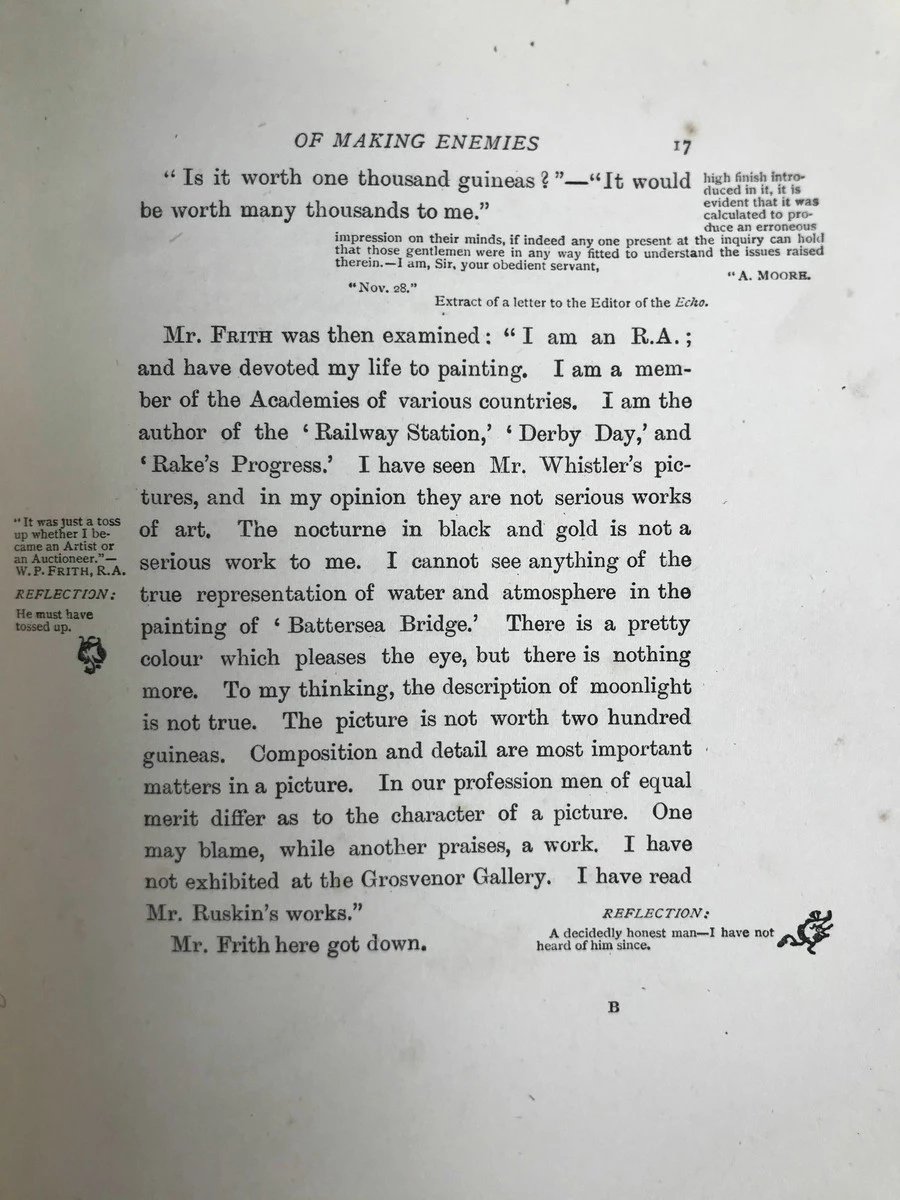 OF MAKING ENEMIES 17
“ Is it worth one thousand guineas ? ”—“It would
be worth many thousands to me.”
high finish intro-
duced in it, it is
evident that it was
calculated to pro-
duce an erroneous
impression on their minds, if indeed any one present at the inquiry can hold
that those gentlemen were in any way fitted to understand the issues raised
therein.—I am, Sir, your obedient servant,
“A. MOORE.
“Nov. 28.”
Extract of a letter to the Editor of the Echo.
Mr. FRITH was then examined : “ I am an R.A. ;
and have devoted my life to painting. I am a mem-
ber of the Academies of various countries. I am the
author of the ‘ Railway Station,’ ‘ Derby Day,’ and
‘ Rake’s Progress.’ I have seen Mr. Whistler’s pic-
tures, and in my opinion they are not serious works
of art. The nocturne in black and gold is not a
serious work to me. I cannot see anything of the
true representation of water and atmosphere in the
painting of ‘ Battersea Bridge.’ There is a pretty
colour which pleases the eye, but there is nothing
more. To my thinking, the description of moonlight
is not true. The picture is not worth two hundred
guineas. Composition and detail are most important
matters in a picture. In our profession men of equal
merit differ as to the character of a picture. One
may blame, while another praises, a work. I have
not exhibited at the Grosvenor Gallery. I have read
Mr. Ruskin’s works.”
Mr. Frith here got down.
“It was just a toss
up whether I be-
came an Artist or
an Auctioneer.”—
W. P. FRITH, R.A.
REFLECTION:
He must have
tossed up.
REFLECTION:
A decidedly honest man—I have not
heard of him since.
B